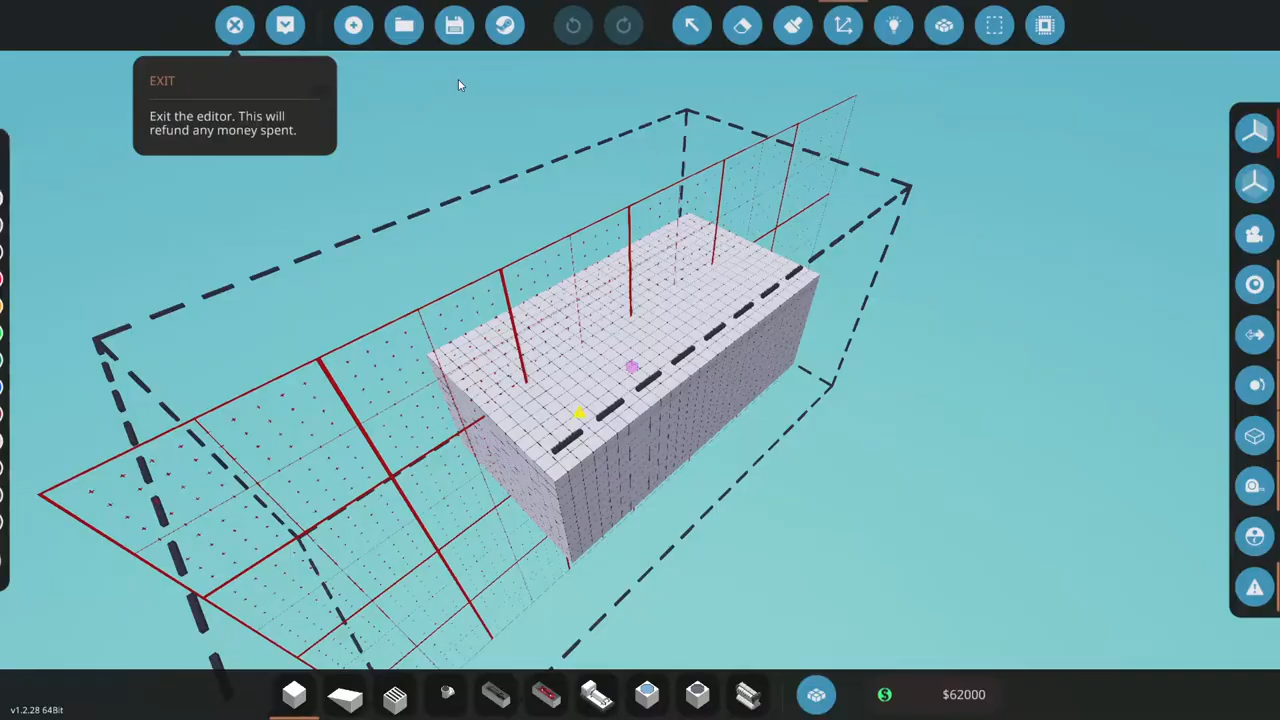 EXIT
Exit the editor. This will
refund any money spent.
$62000
v1.2.28 64Bit